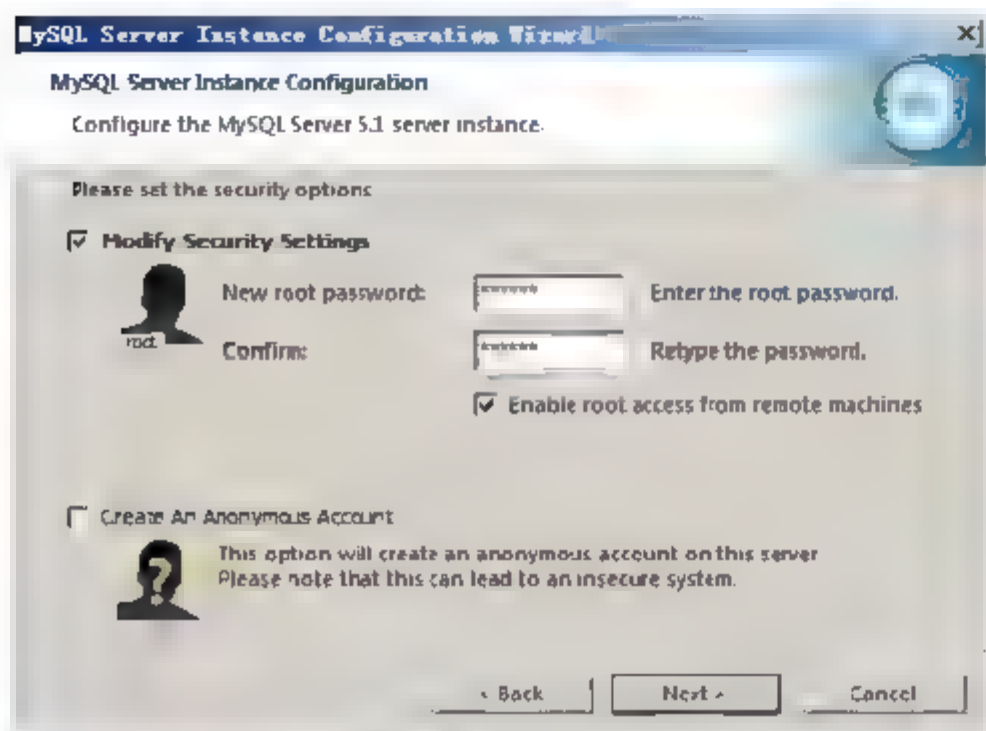 MySQL Server Instance Configuration Wizard
MySQL Server Instance Configuration
Configure the MySQL Server 5.1 server instance.
Please set the security options
Modify Security Settings
New root password: ****** Enter the root password.
root
Confirm: ****** Retype the password.
Enable root access from remote machines
Create An Anonymous Account
This option will create an anonymous account on this server
Please note that this can lead to an insecure system.
< Back Next > Cancel